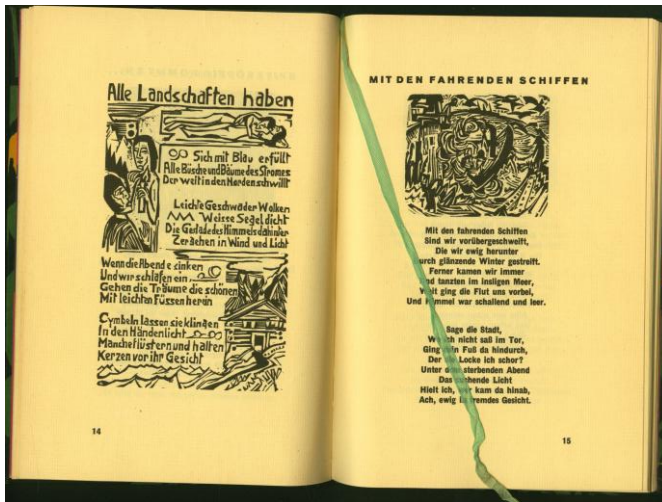 Alle Landschaften haben
Sich mit Blau erfüllt
Alle Büsche und Bäume des Stromes
Der weit in den Norden schwillt
Leichte Geschwader Wolken
Weisse Segel dicht
Die Gestade des Himmels dahinter
Zergehen in Wind und Licht
Wenn die Abende sinken
Und wir schlafen ein,
Gehen die Träume die schönen
Mit leichten Füssen herein
Cymbeln lassen sie klingen
In den Händen licht
Manche flüstern und halten
Kerzen vor ihr Gesicht
14
MIT DEN FAHRENDEN SCHIFFEN
Mit den fahrenden Schiffen
Sind wir vorübergeschweift,
Die wir ewig herunter
urch glänzende Winter gestreift.
Ferner kamen wir immer
nd tanzten im insligen Meer,
ging die Flut uns vorbei,
Und mmel war schallend und leer.
Sage die Stadt,
W ch nicht saß im Tor,
Ging n Fuß da hindurch,
Der Locke ich schor?
Unter sterbenden Abend
Das hende Licht
Hielt ich, kam da hinab,
Ach, ewig remdes Gesicht.
15